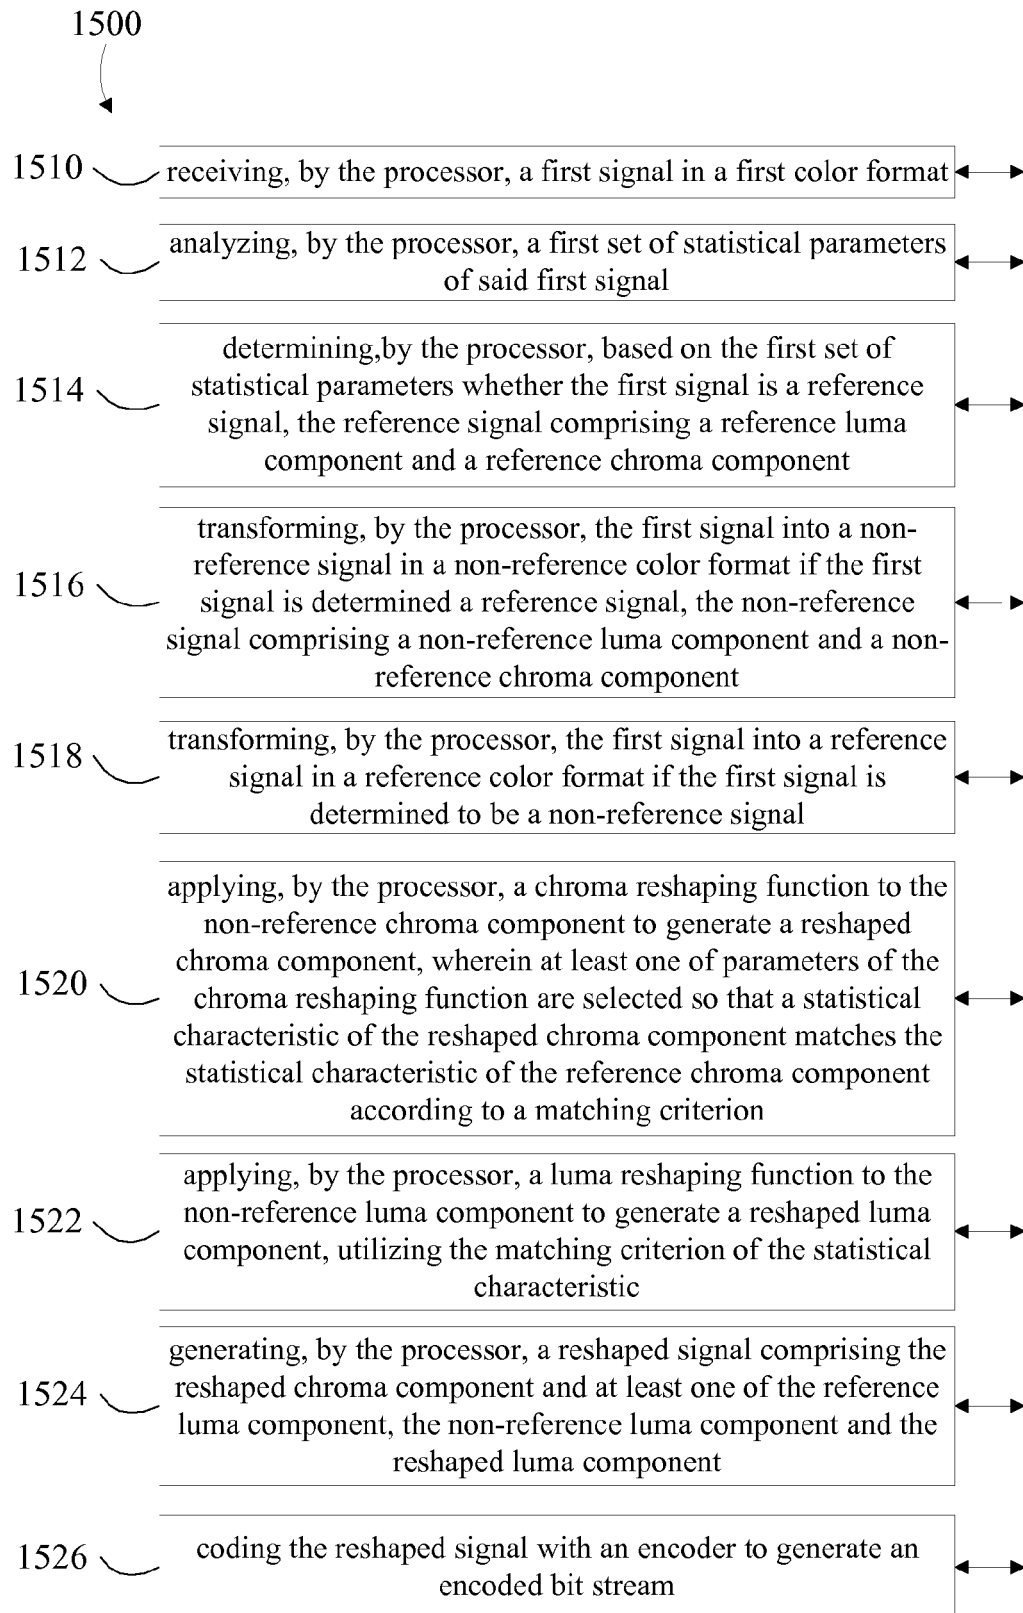 1500
1510
receiving, by the processor, a first signal in a first color format
1512
analyzing, by the processor, a first set of statistical parameters
of said first signal
1514
determining,by the processor, based on the first set of
statistical parameters whether the first signal is a reference
signal, the reference signal comprising a reference luma
component and a reference chroma component
1516
transforming, by the processor, the first signal into a non-
reference signal in a non-reference color format if the first
signal is determined a reference signal, the non-reference
signal comprising a non-reference luma component and a non-
reference chroma component
1518
transforming, by the processor, the first signal into a reference
signal in a reference color format if the first signal is
determined to be a non-reference signal
1520
applying, by the processor, a chroma reshaping function to the
non-reference chroma component to generate a reshaped
chroma component, wherein at least one of parameters of the
chroma reshaping function are selected so that a statistical
characteristic of the reshaped chroma component matches the
statistical characteristic of the reference chroma component
according to a matching criterion
1522
applying, by the processor, a luma reshaping function to the
non-reference luma component to generate a reshaped luma
component, utilizing the matching criterion of the statistical
characteristic
1524
generating, by the processor, a reshaped signal comprising the
reshaped chroma component and at least one of the reference
luma component, the non-reference luma component and the
reshaped luma component
1526
coding the reshaped signal with an encoder to generate an
encoded bit stream